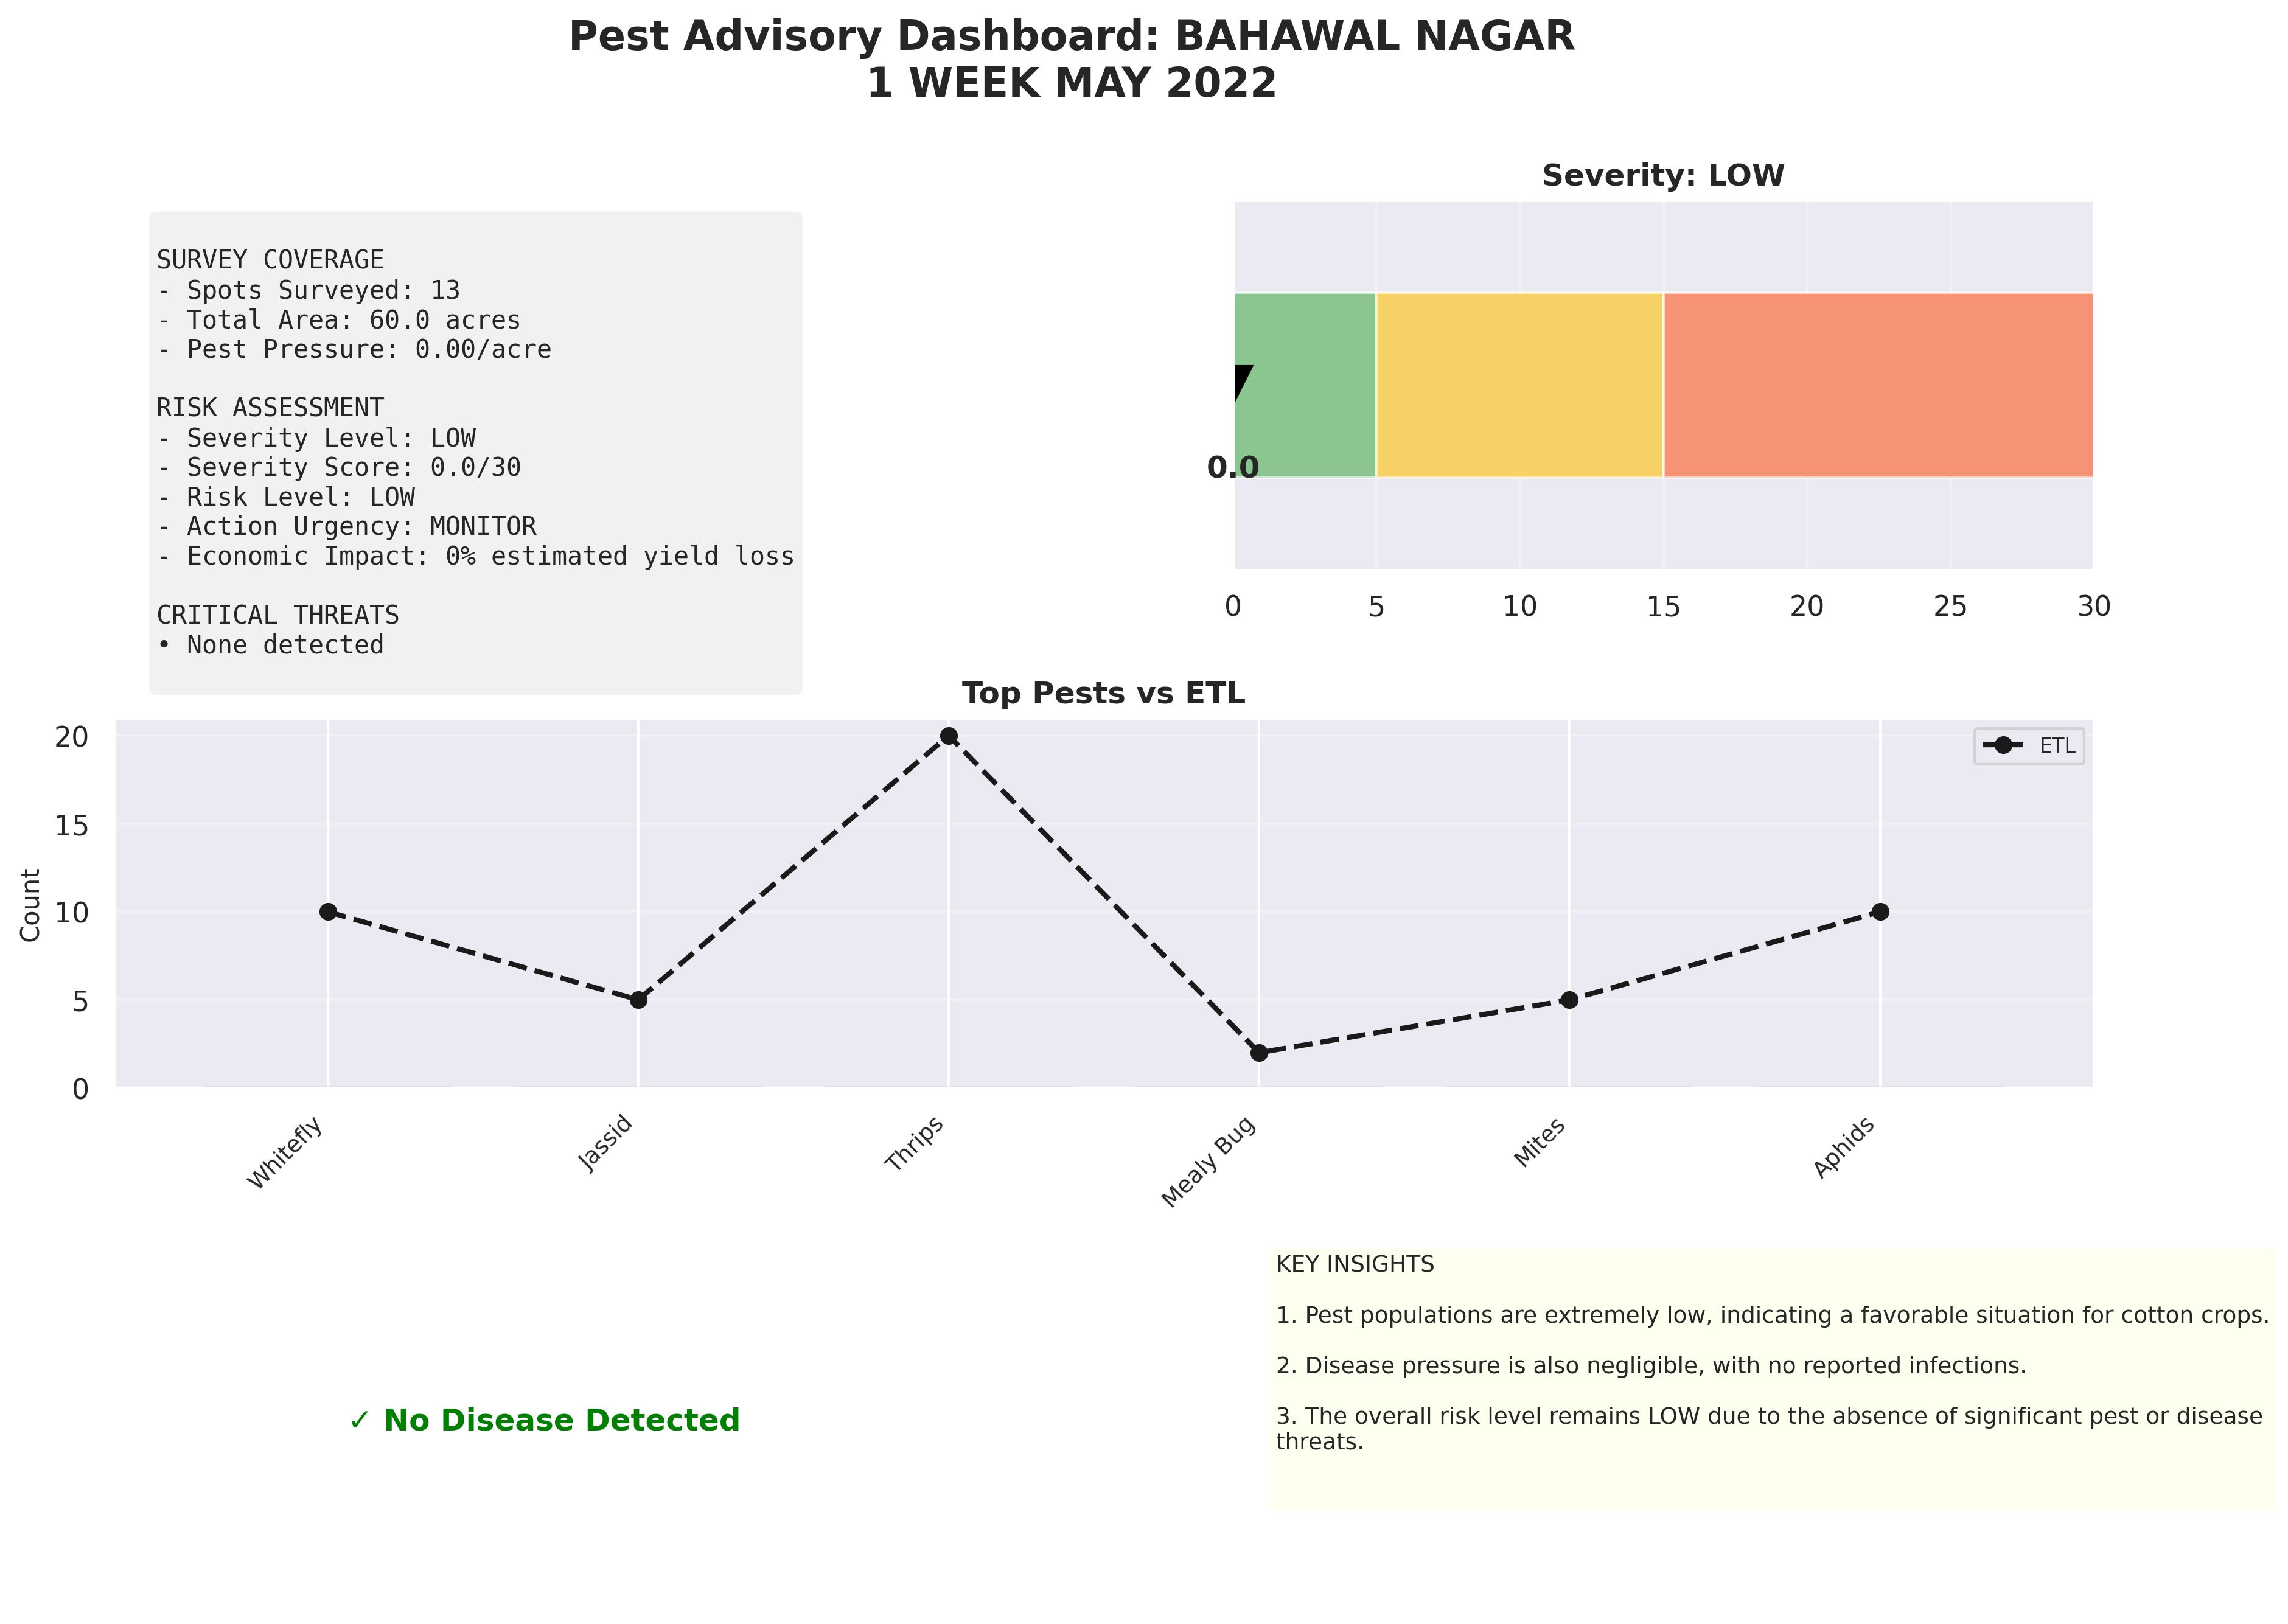 Pest Advisory Dashboard: BAHAWAL NAGAR
1 WEEK MAY 2022
SURVEY COVERAGE
- Spots Surveyed: 13
- Total Area: 60.0 acres
- Pest Pressure: 0.00/acre
RISK ASSESSMENT
- Severity Level: LOW
- Severity Score: 0.0/30
- Risk Level: LOW
- Action Urgency: MONITOR
- Economic Impact: 0% estimated yield loss
CRITICAL THREATS
• None detected
Severity: LOW
0.0
0 5 10 15 20 25 30
Top Pests vs ETL
ETL
Count
20
15
10
5
0
Whitefly
Jassid
Thrips
Mealy Bug
Mites
Aphids
✓ No Disease Detected
KEY INSIGHTS
1. Pest populations are extremely low, indicating a favorable situation for cotton crops.
2. Disease pressure is also negligible, with no reported infections.
3. The overall risk level remains LOW due to the absence of significant pest or disease
threats.